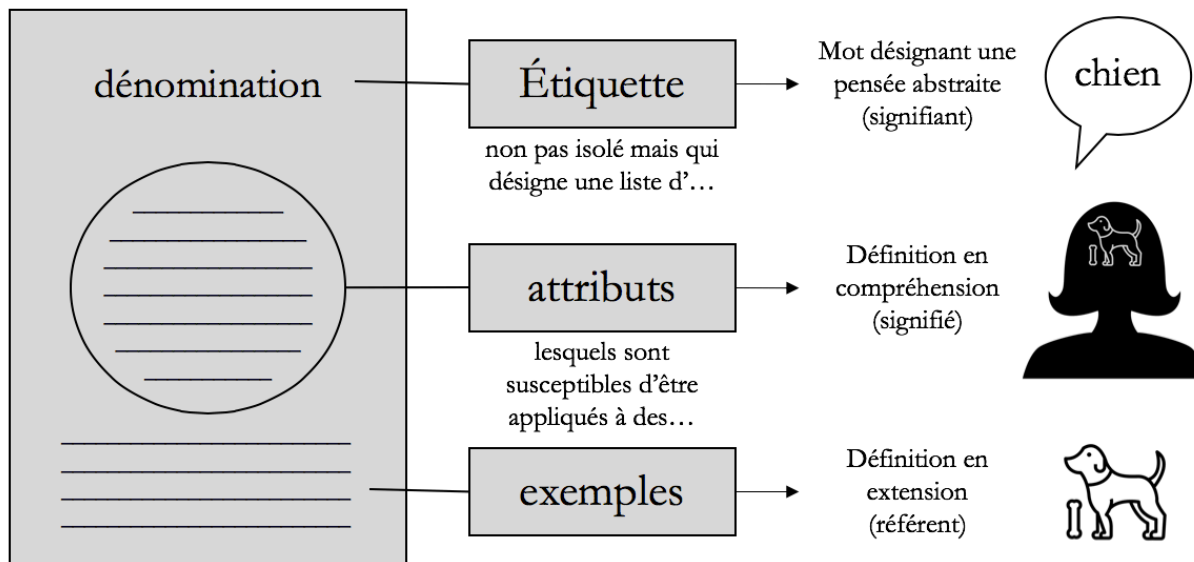 dénomination
Étiquette
non pas isolé mais qui
désigne une liste d’…
Mot désignant une
pensée abstraite
(signifiant)
chien
attributs
lesquels sont
susceptibles d’être
appliqués à des…
Définition en
compréhension
(signifié)
exemples
Définition en
extension
(référent)